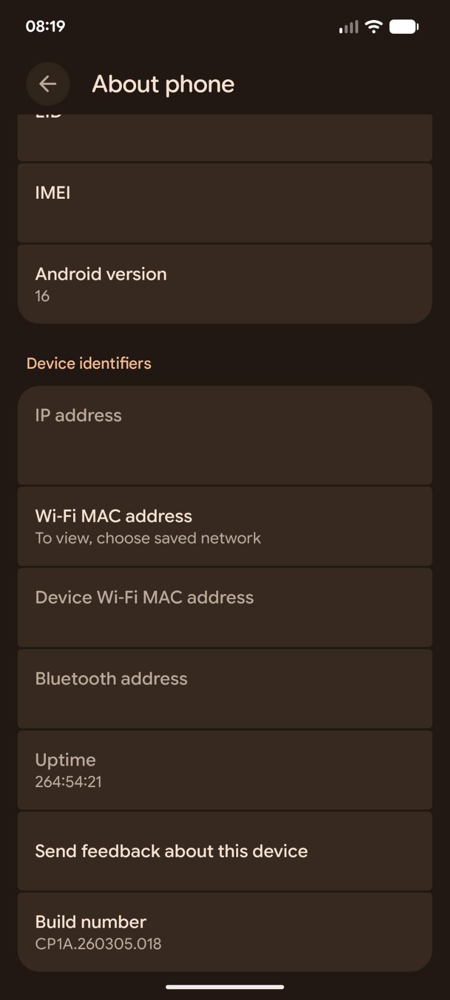 08:19
About phone
EID
IMEI
Android version
16
Device identifiers
IP address
Wi-Fi MAC address
To view, choose saved network
Device Wi-Fi MAC address
Bluetooth address
Uptime
264:54:21
Send feedback about this device
Build number
CP1A.260305.018